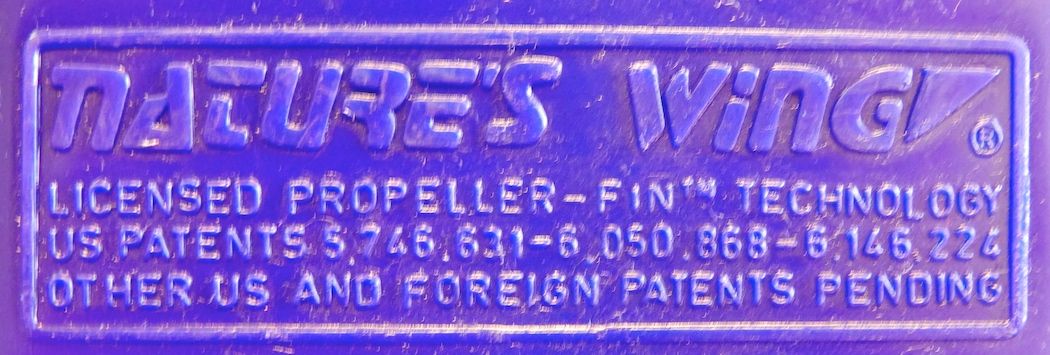 NATURE'S WiNG ®
LICENSED PROPELLER-FIN™ TECHNOLOGY
US PATENTS 5,746,631-6,050,868-6,146,224
OTHER US AND FOREIGN PATENTS PENDING